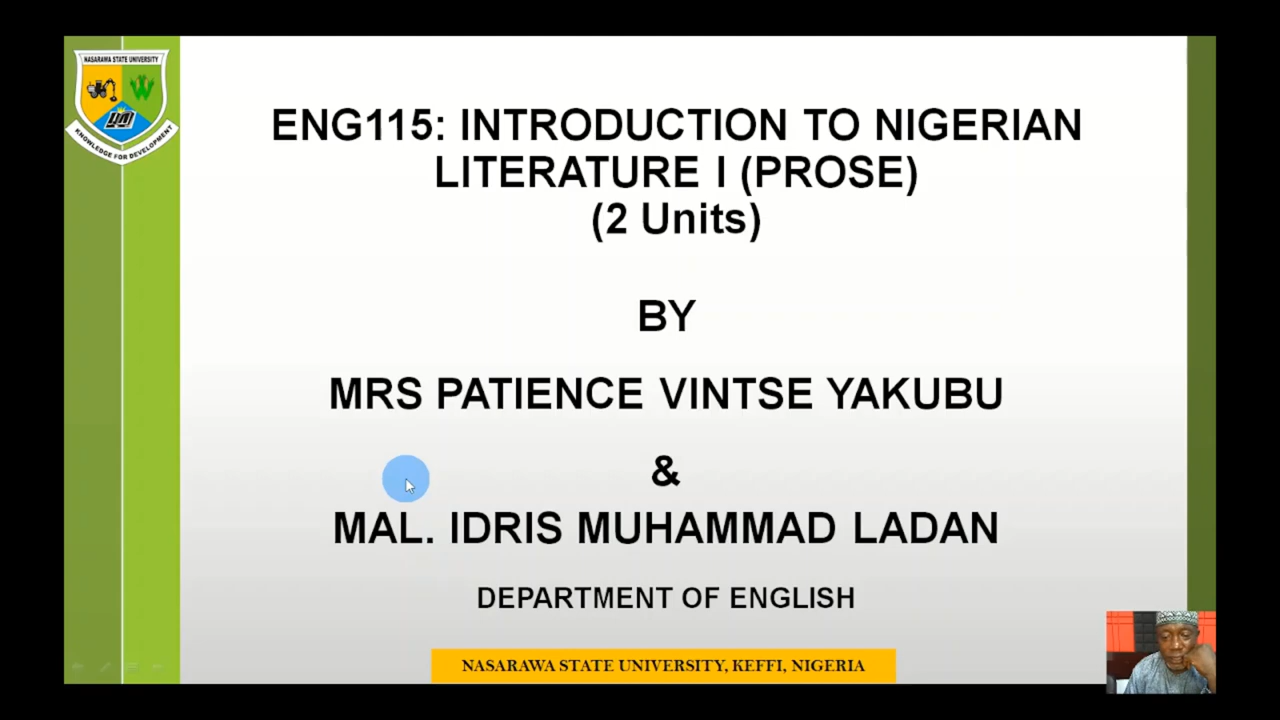 NASARAWA STATE UNIVERSITY
KNOWLEDGE FOR DEVELOPMENT
ENG115: INTRODUCTION TO NIGERIAN
LITERATURE I (PROSE)
(2 Units)
BY
MRS PATIENCE VINTSE YAKUBU
&
MAL. IDRIS MUHAMMAD LADAN
DEPARTMENT OF ENGLISH
NASARAWA STATE UNIVERSITY, KEFFI, NIGERIA